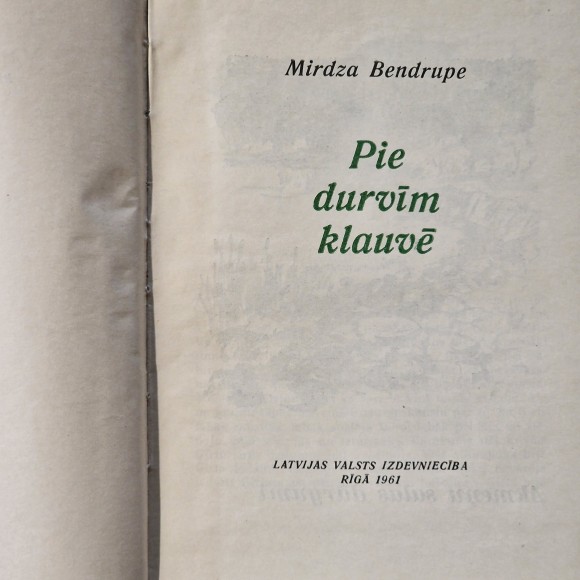 Mirdza Bendrupe
Pie
durvīm
klauvē
LATVIJAS VALSTS IZDEVNIECĪBA
RĪGĀ 1961